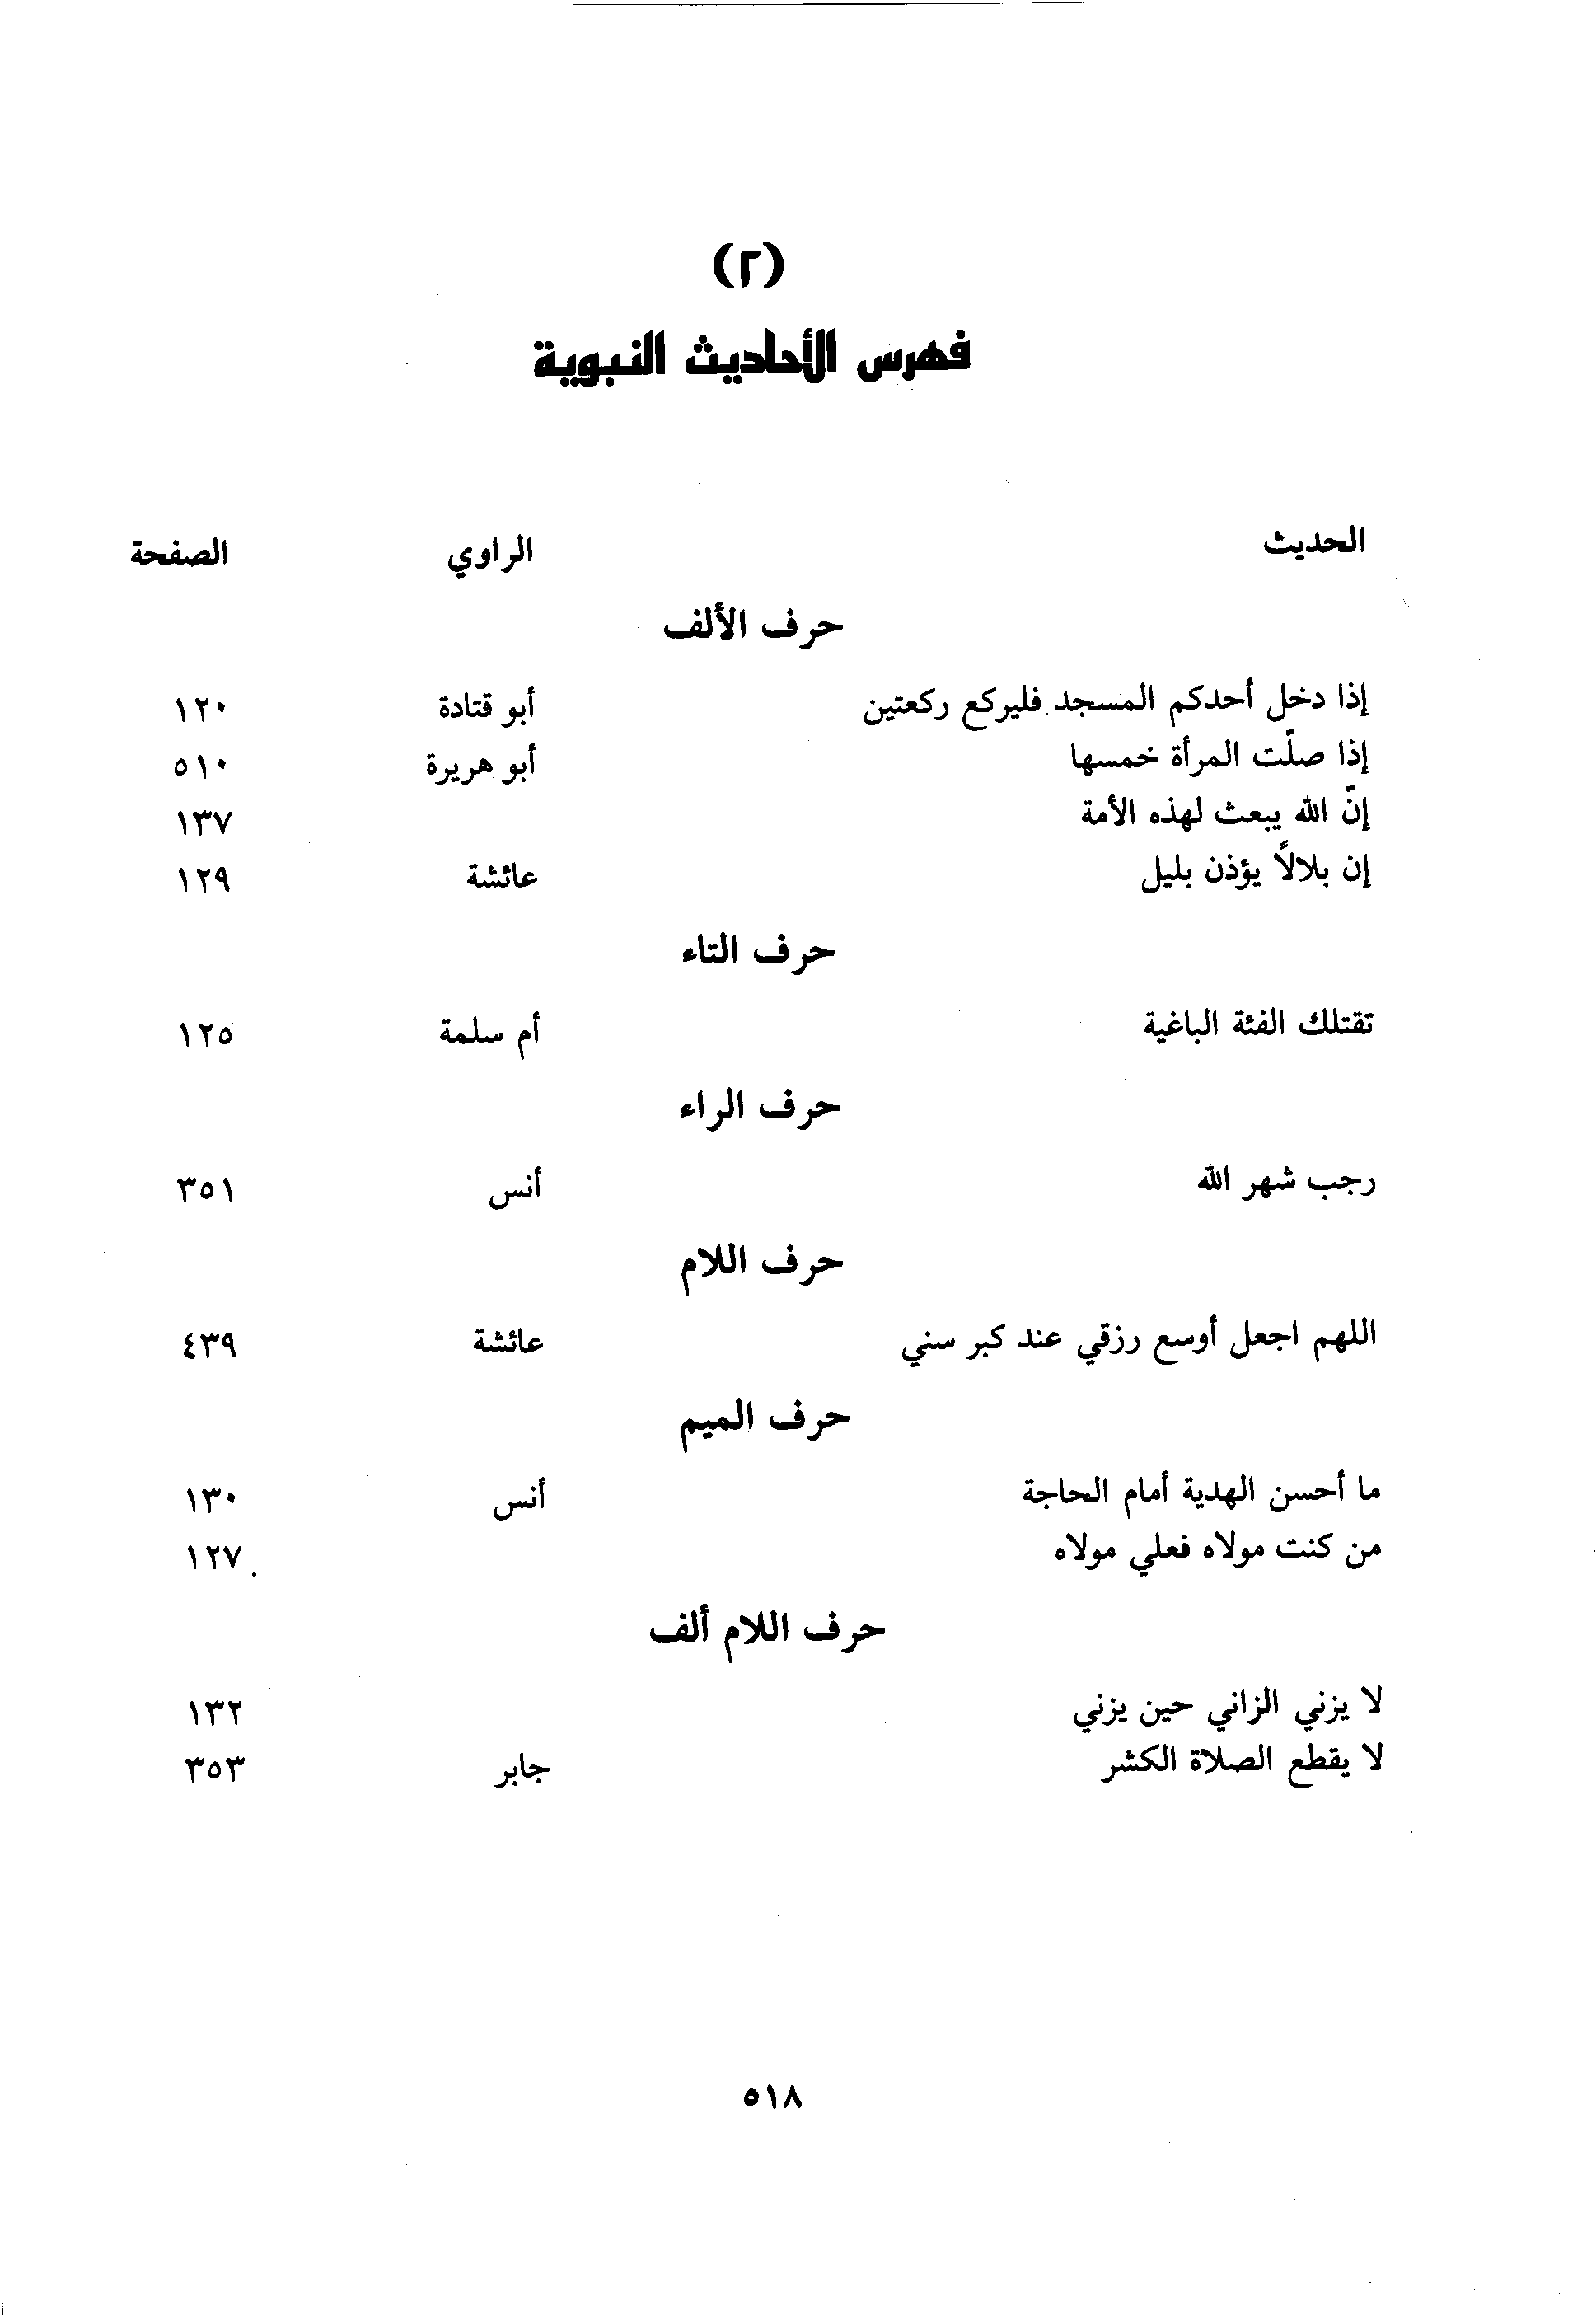 (٢)
فهرس الأحاديث النبوية
الحديث الراوي الصفحة
حرف الألف
إذا دخل أحدكم المسجد فليركع ركعتين أبو قتادة ١٢٠
إذا صلّت المرأة خمسها أبو هريرة ٥١٠
إنّ الله يبعث لهذه الأمة ١٣٧
إن بلالاً يؤذن بليل عائشة ١٢٩
حرف التاء
تقتلك الفئة الباغية أم سلمة ١٢٥
حرف الراء
رجب شهر الله أنس ٣٥١
حرف اللام
اللهم اجعل أوسع رزقي عند كبر سني عائشة ٤٣٩
حرف الميم
ما أحسن الهدية أمام الحاجة أنس ١٣٠
من كنت مولاه فعلي مولاه ١٢٧
حرف اللام ألف
لا يزني الزاني حين يزني ١٣٢
لا يقطع الصلاة الكشر جابر ٣٥٣
٥١٨